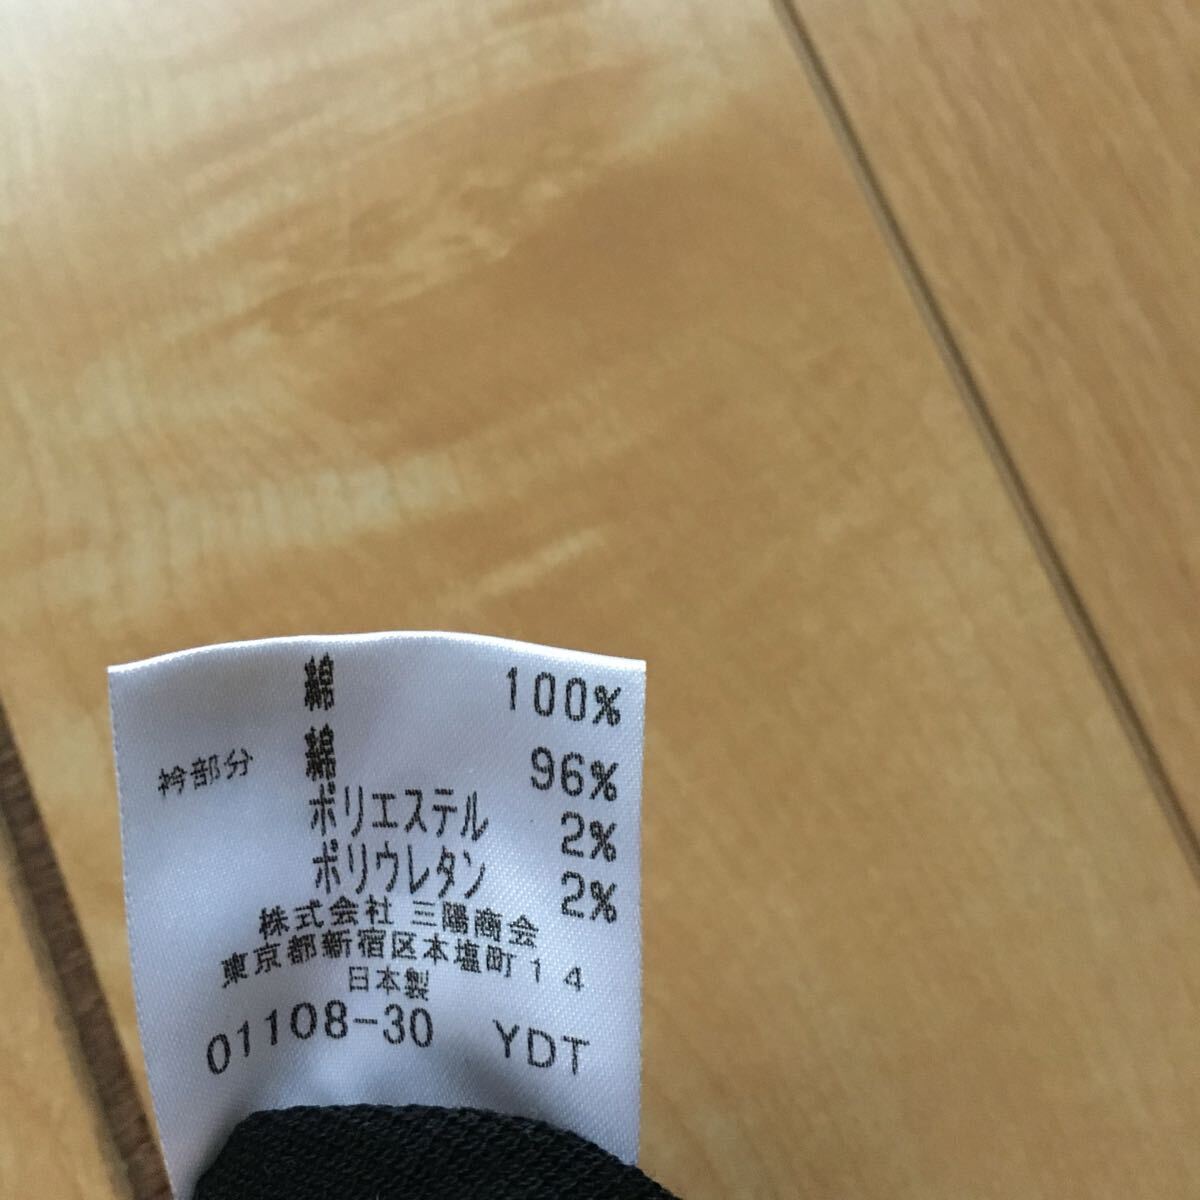 綿 100%
衿部分 綿 96%
ポリエステル 2%
ポリウレタン 2%
株式会社 三陽商会
東京都新宿区本塩町14
日本製
01108-30 YDT